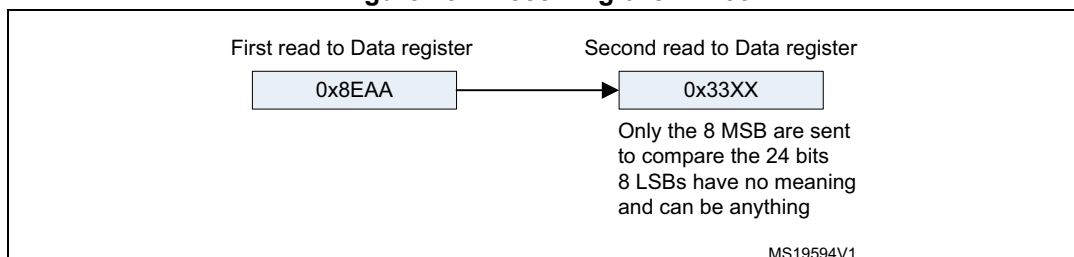 First read to Data register
Second read to Data register
0x8EAA
0x33XX
Only the 8 MSB are sent
to compare the 24 bits
8 LSBs have no meaning
and can be anything
MS19594V1